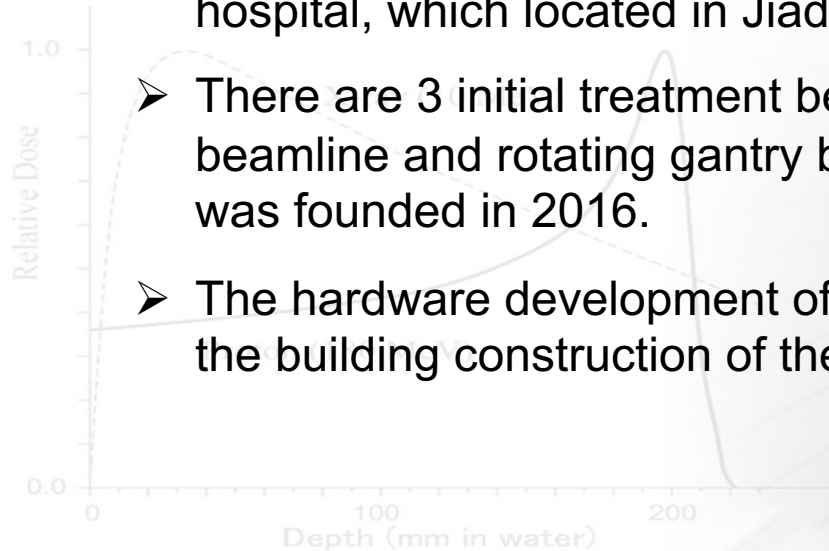 hospital, which located in Jiad
1.0
➢ There are 3 initial treatment be
beamline and rotating gantry b
was founded in 2016.
Relative Dose
➢ The hardware development of
the building construction of the
0.0
0 100 200
Depth (mm in water)